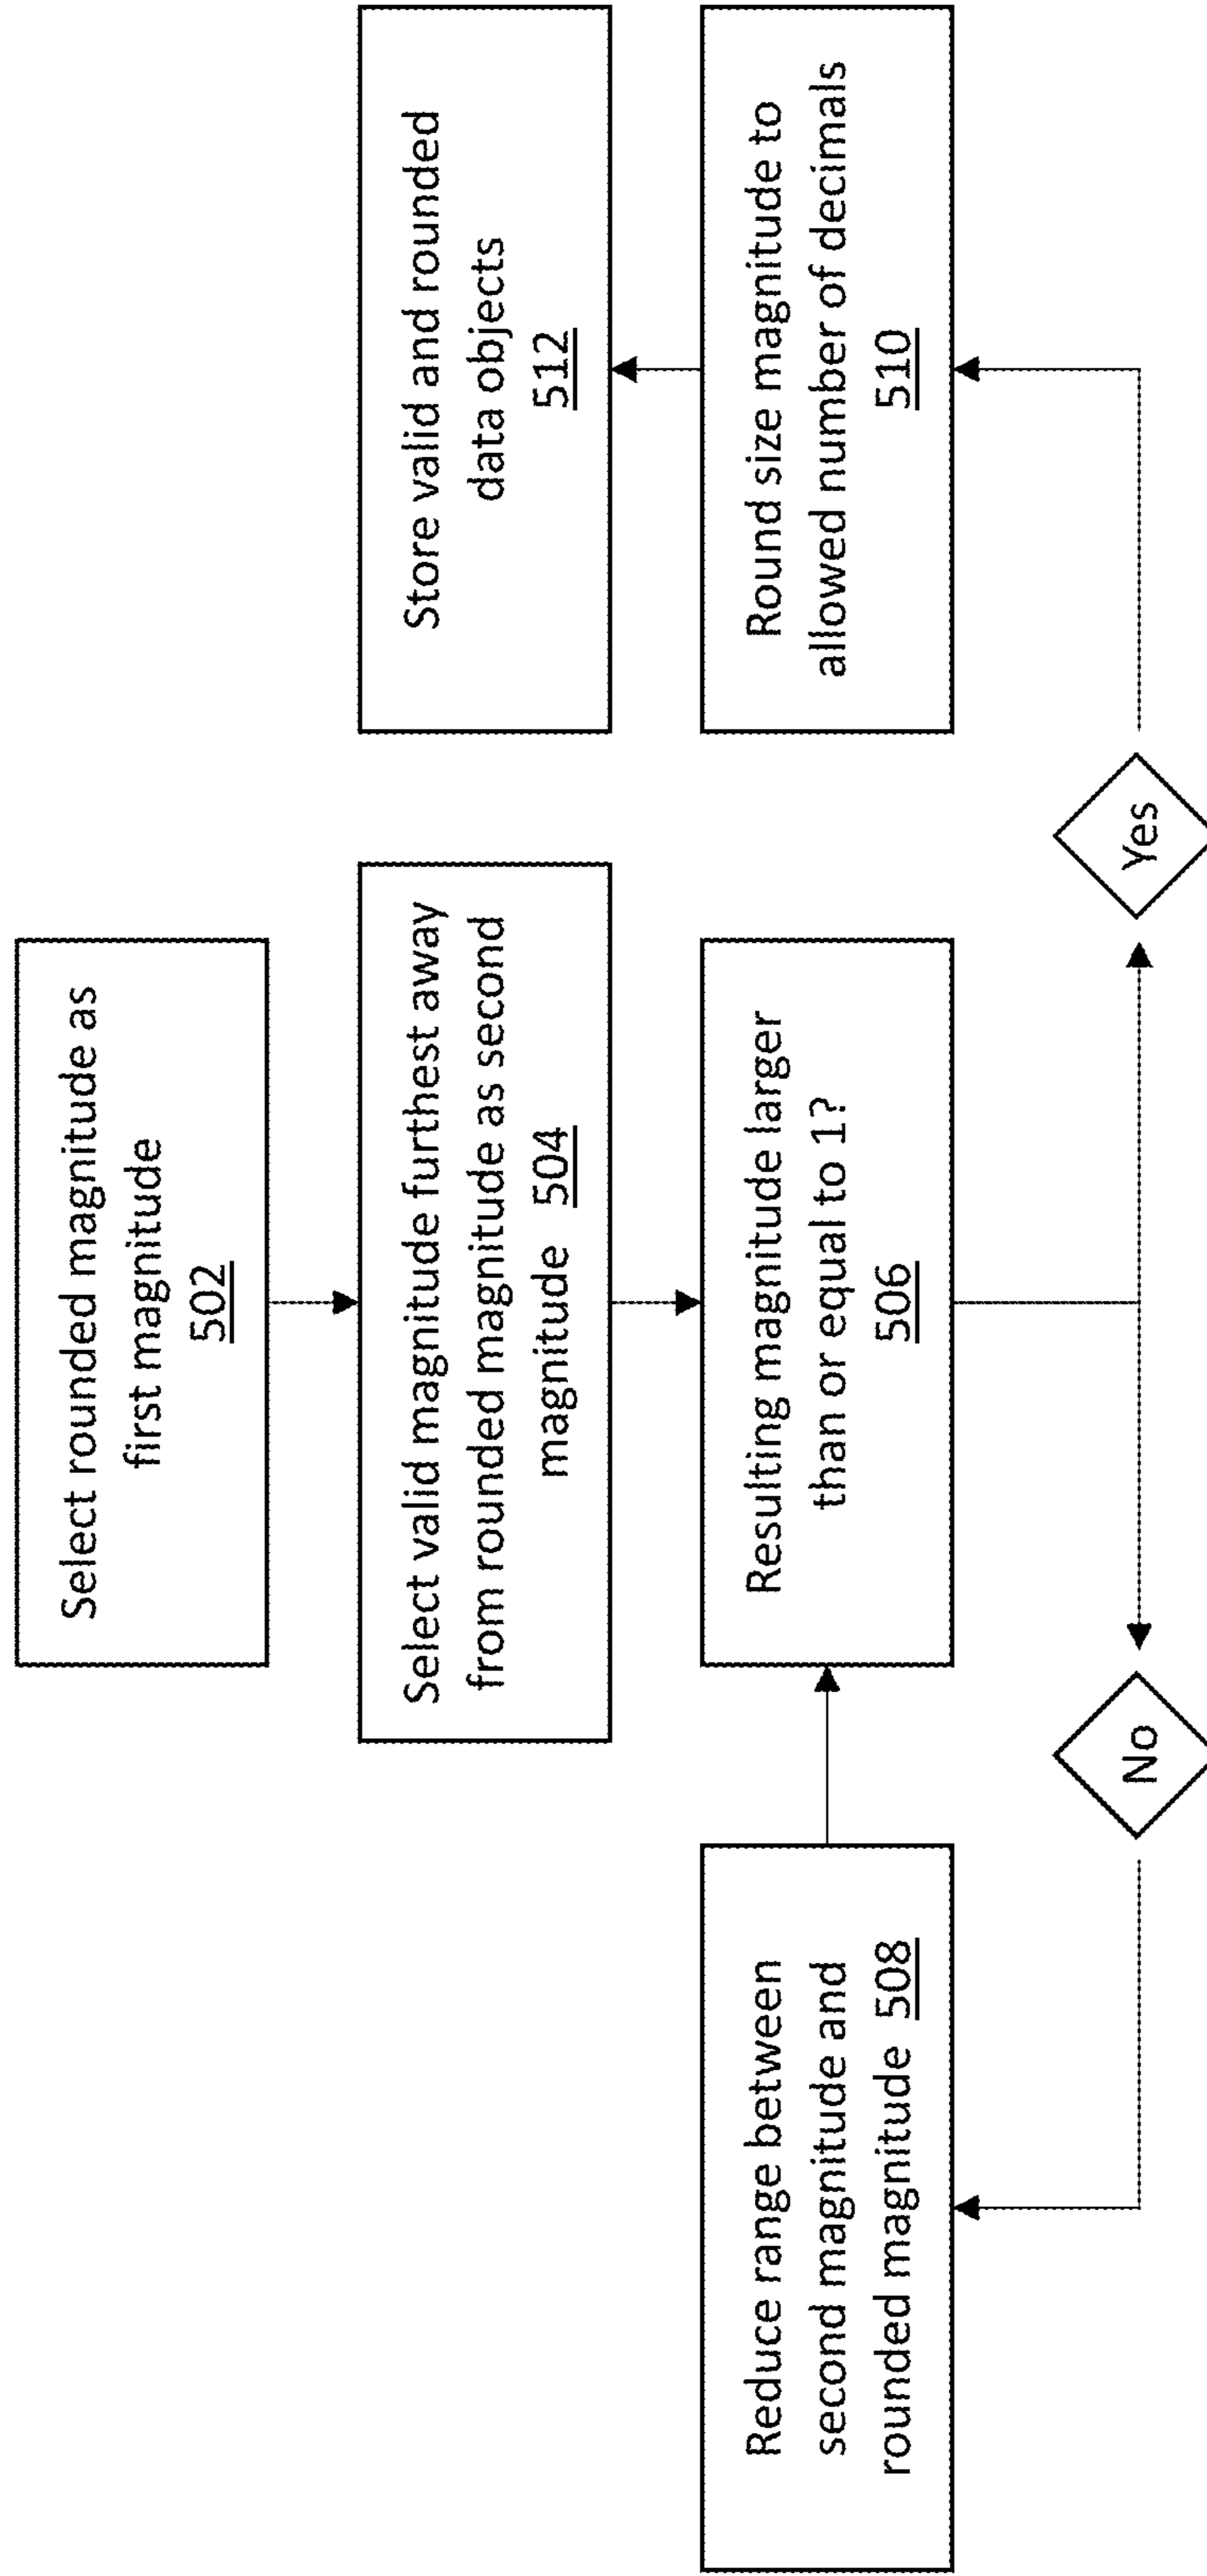 Select rounded magnitude as
first magnitude
502
Select valid magnitude furthest away
from rounded magnitude as second
magnitude 504
Resulting magnitude larger
than or equal to 1?
506
No
Reduce range between
second magnitude and
rounded magnitude 508
Yes
Round size magnitude to
allowed number of decimals
510
Store valid and rounded
data objects
512